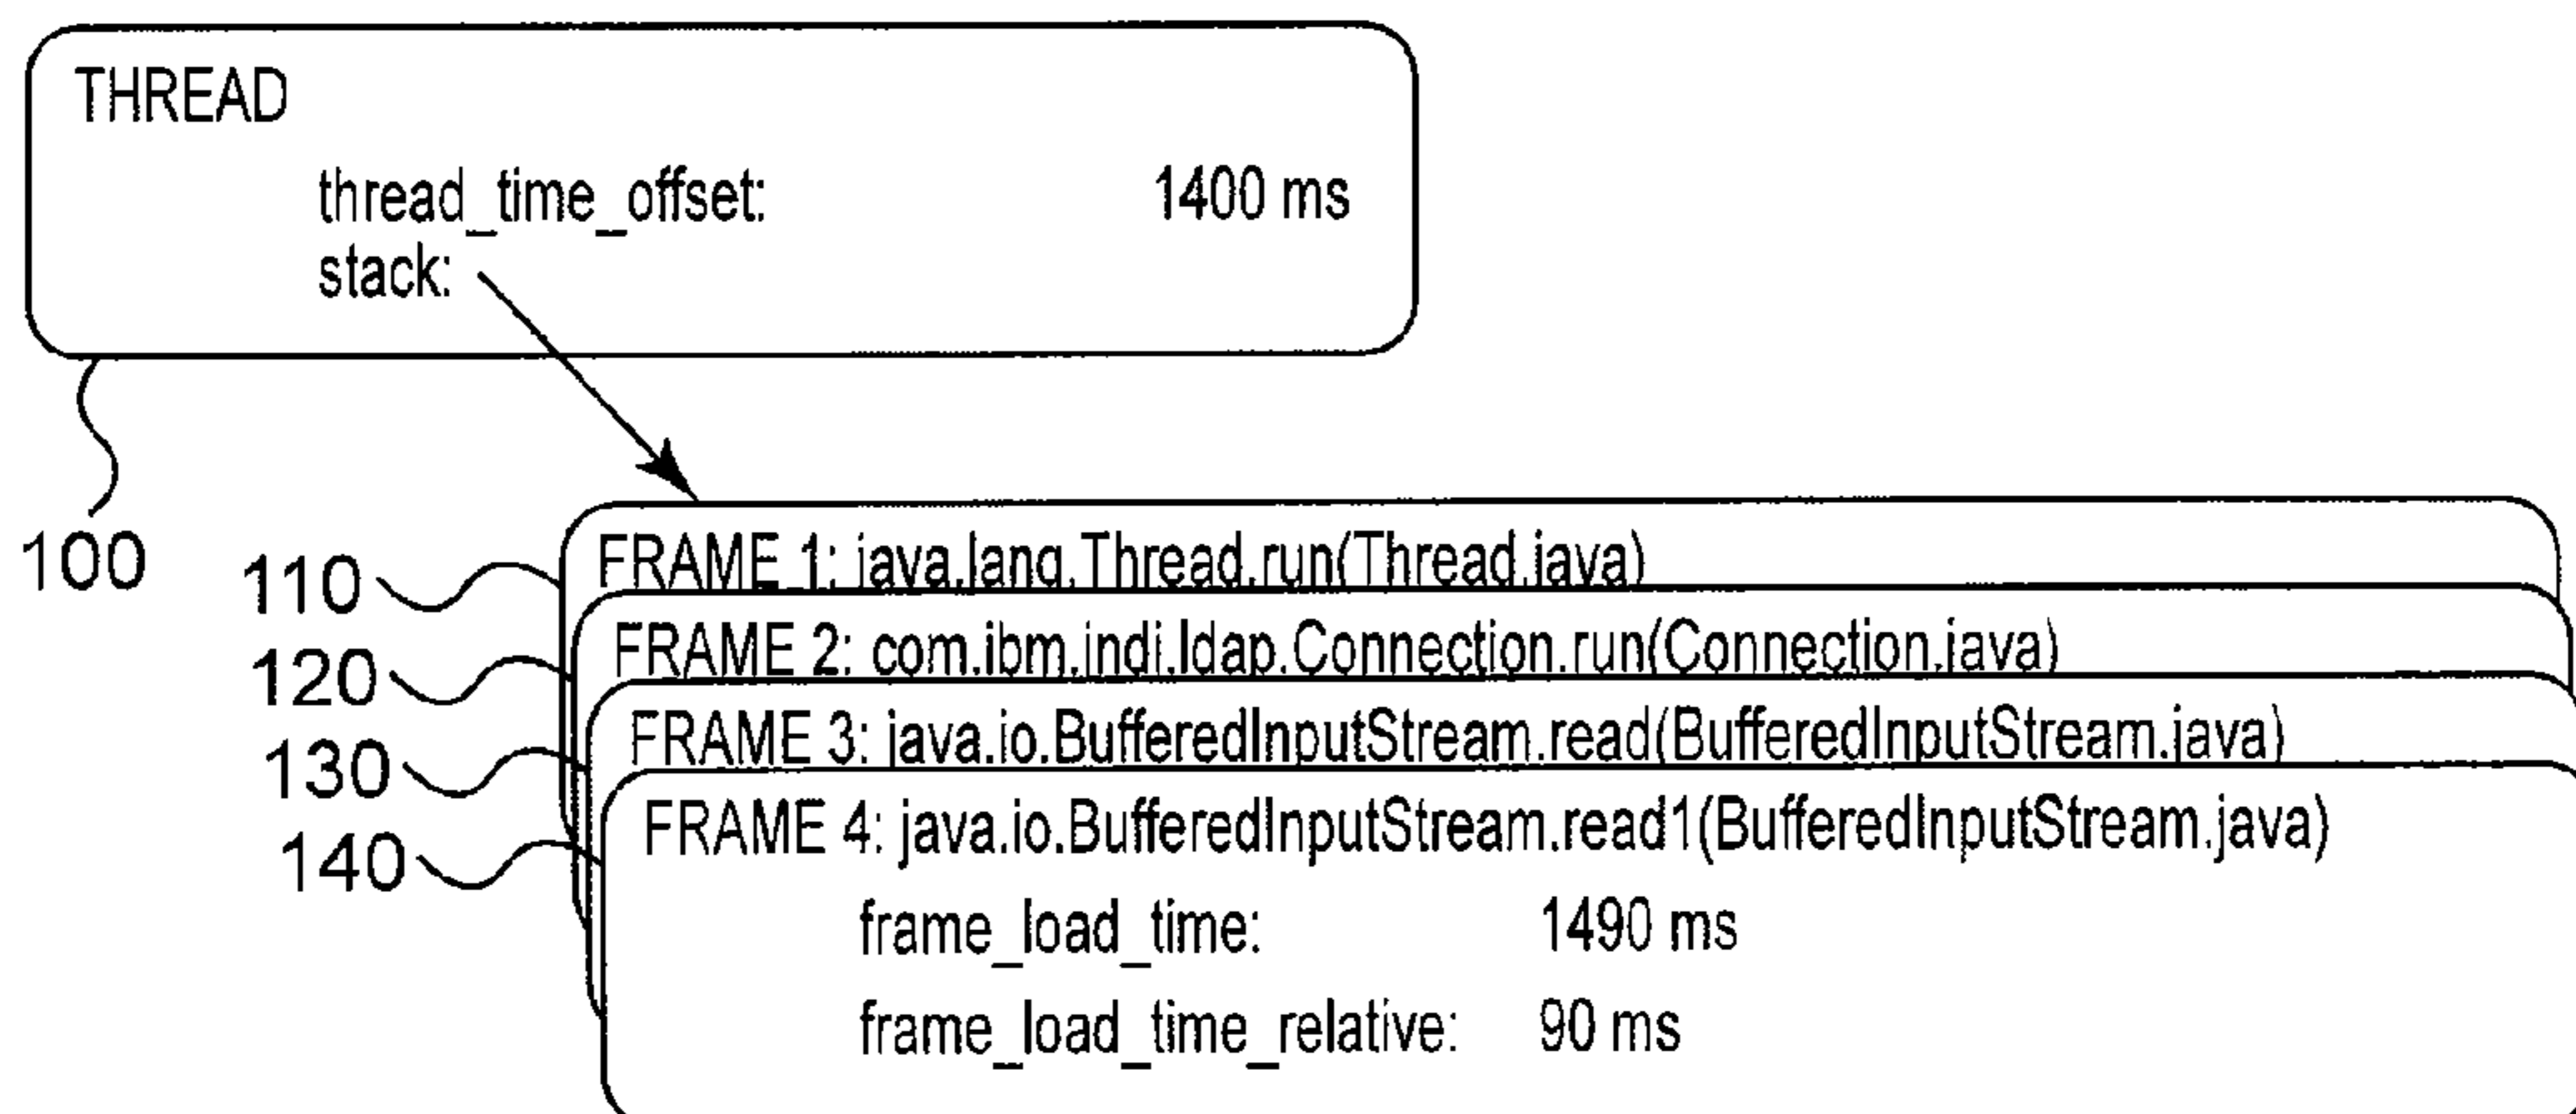 THREAD
thread_time_offset: 1400 ms
stack:
100
110
FRAME 1: java.lang.Thread.run(Thread.java)
120
FRAME 2: com.ibm.jndi.ldap.Connection.run(Connection.java)
130
FRAME 3: java.io.BufferedInputStream.read(BufferedInputStream.java)
140
FRAME 4: java.io.BufferedInputStream.read1(BufferedInputStream.java)
frame_load_time: 1490 ms
frame_load_time_relative: 90 ms